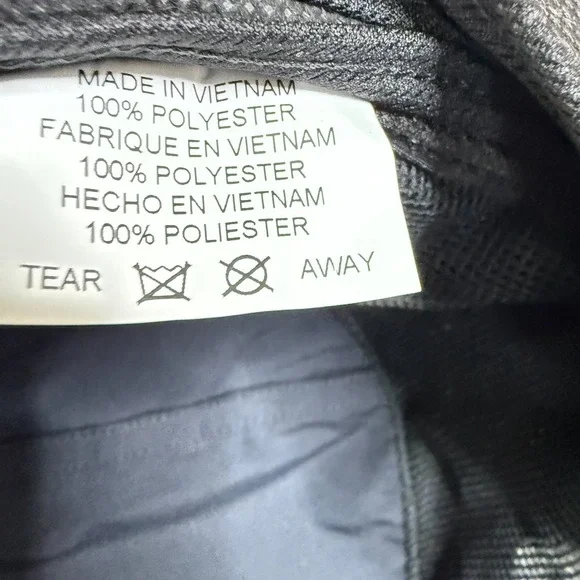 MADE IN VIETNAM
100% POLYESTER
FABRIQUE EN VIETNAM
100% POLYESTER
HECHO EN VIETNAM
100% POLIESTER
TEAR AWAY